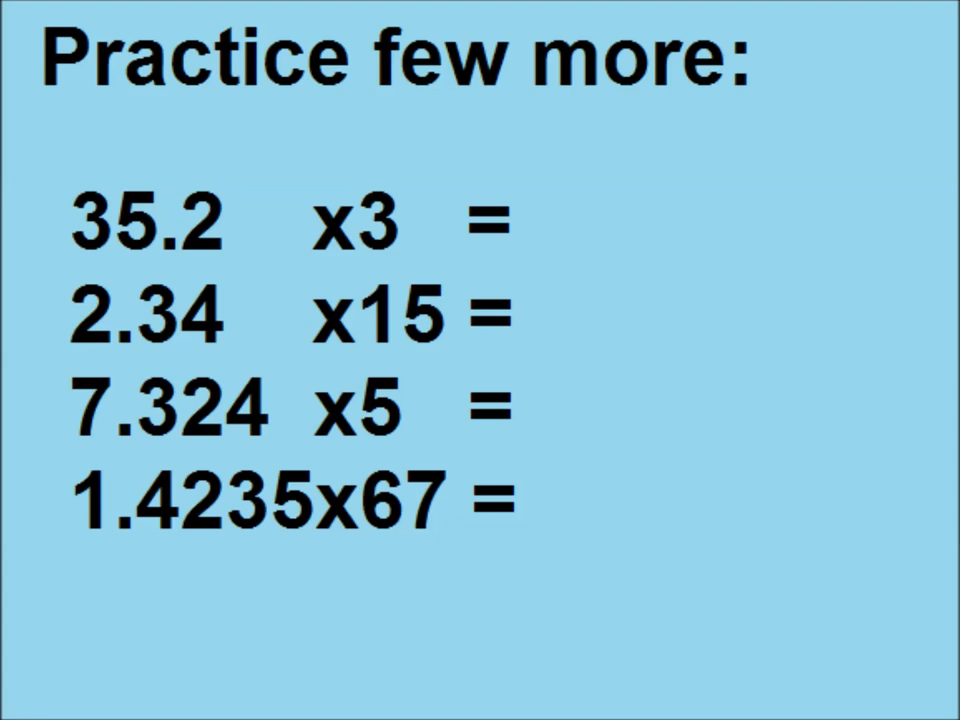 Practice few more:
35.2 x3 =
2.34 x15 =
7.324 x5 =
1.4235x67 =